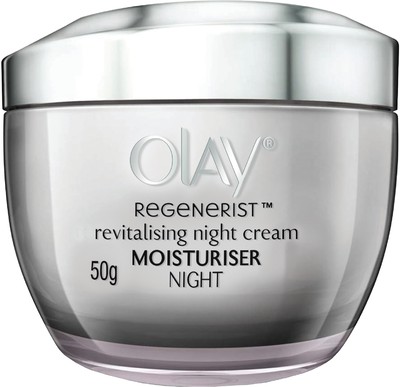 OLAY®
REGENERIST™
revitalising night cream
MOISTURISER
50g
NIGHT